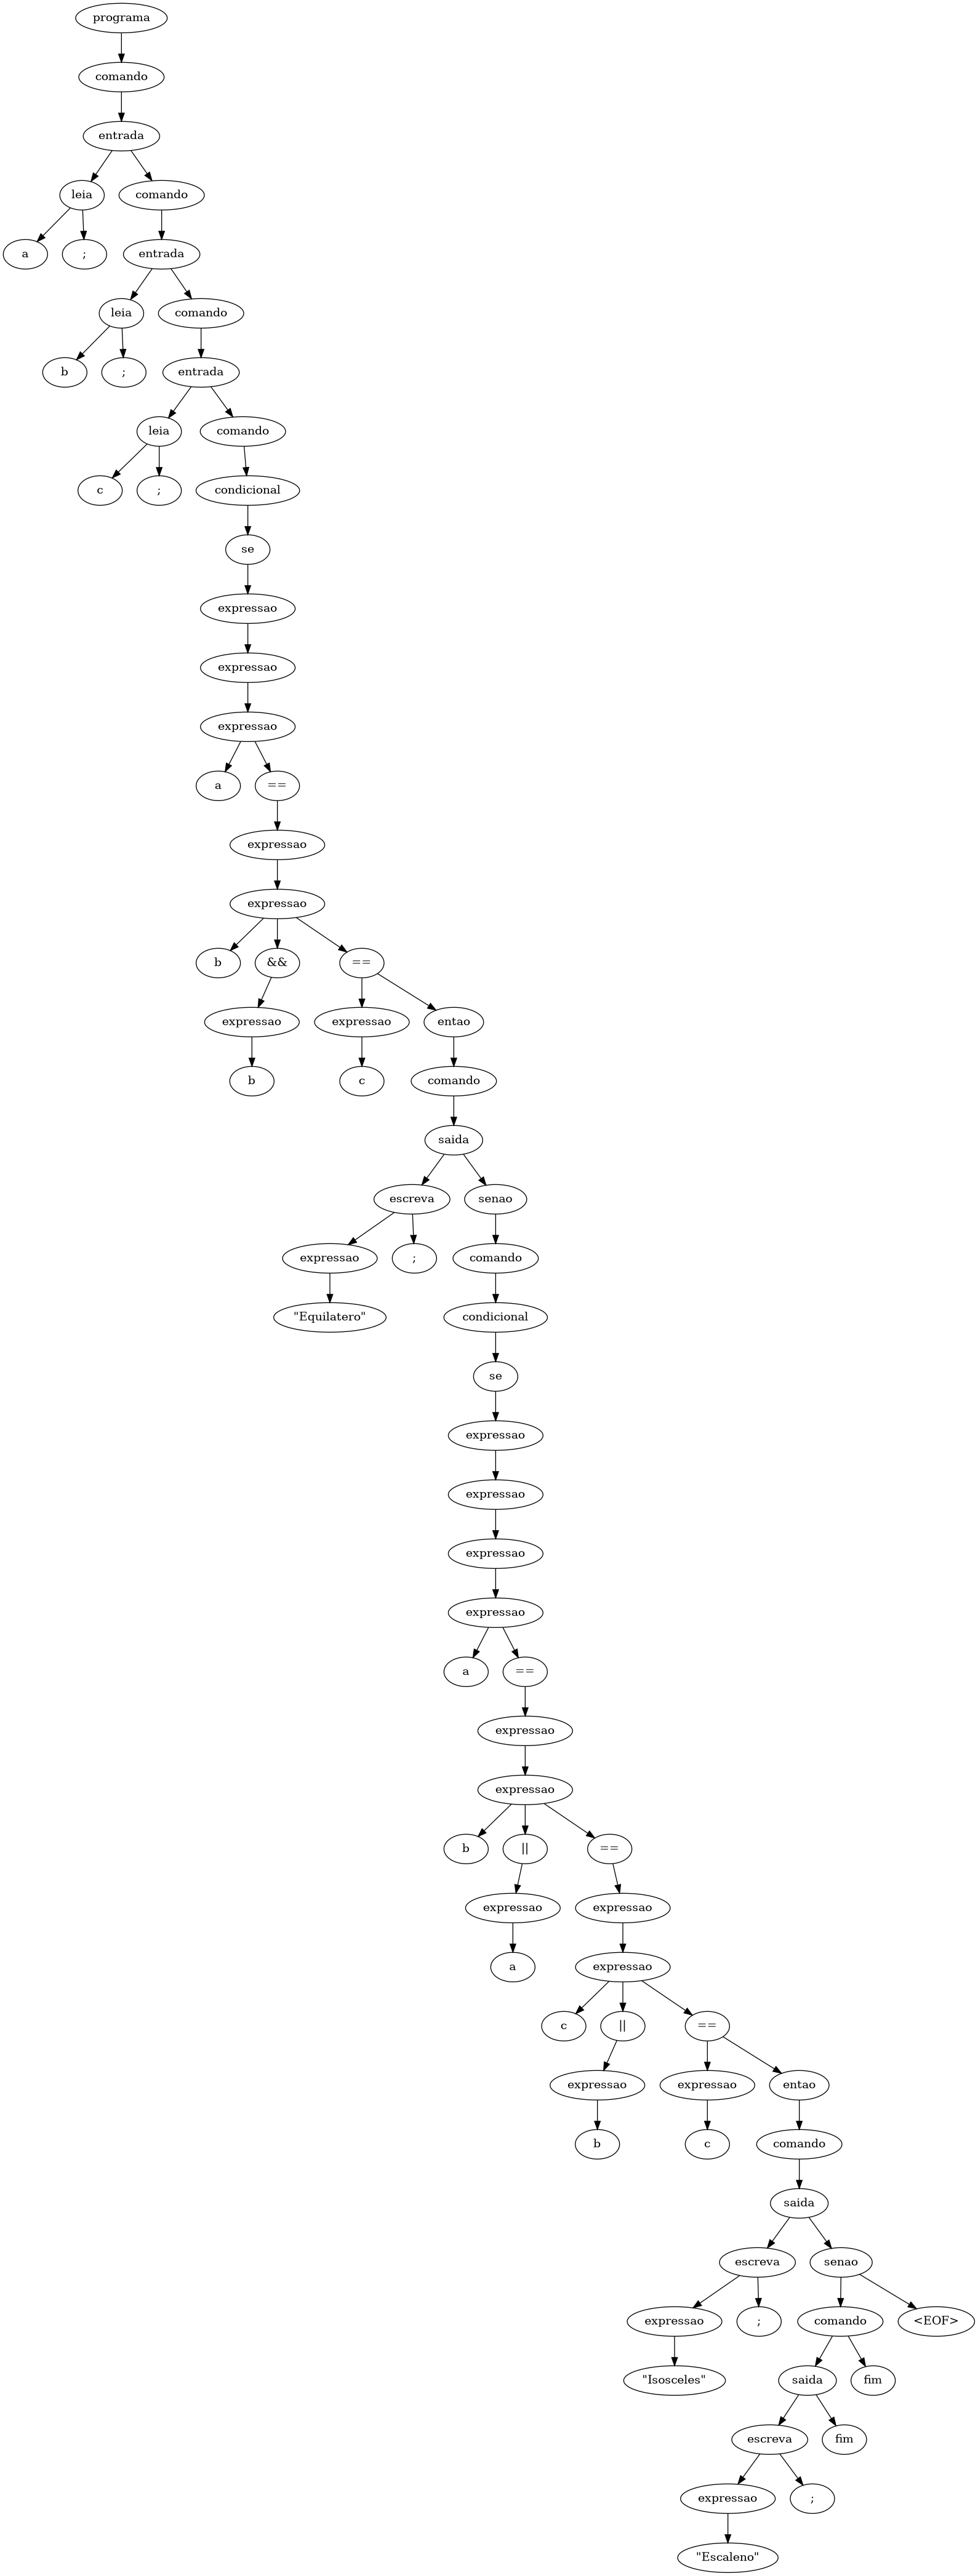 programa
comando
entrada
leia comando
a ; entrada
leia comando
b ; entrada
leia comando
c ; condicional
se
expressao
expressao
expressao
a ==
expressao
expressao
b && ==
expressao expressao entao
b c comando
saida
escreva senao
expressao ; comando
"Equilatero" condicional
se
expressao
expressao
expressao
expressao
a ==
expressao
expressao
b || ==
expressao expressao
a expressao
c || ==
expressao expressao entao
b c comando
saida
escreva senao
expressao ; comando <EOF>
"Isosceles" saida fim
escreva fim
expressao ;
"Escaleno"